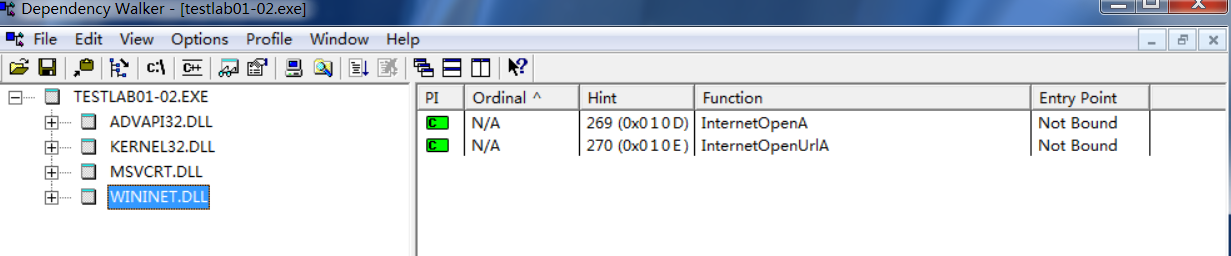 Dependency Walker - [testlab01-02.exe]
File Edit View Options Profile Window Help
c:\ C++
TESTLAB01-02.EXE
ADVAPI32.DLL
KERNEL32.DLL
MSVCRT.DLL
WININET.DLL
PI Ordinal ^ Hint Function Entry Point
C N/A 269 (0x010D) InternetOpenA Not Bound
C N/A 270 (0x010E) InternetOpenUrlA Not Bound